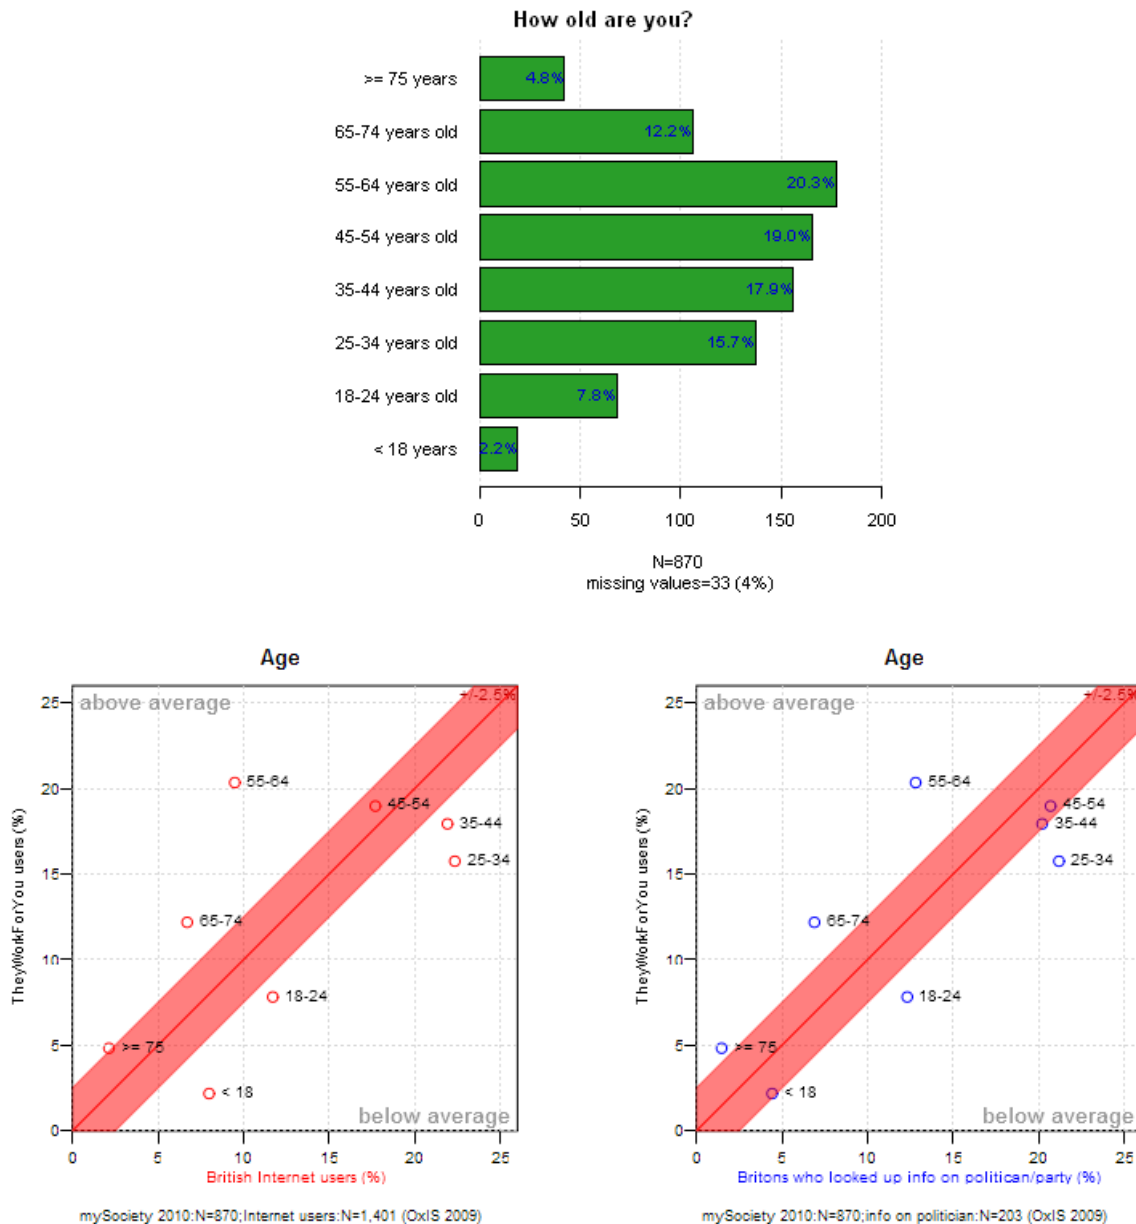 How old are you?
>= 75 years
4.8%
65-74 years old
12.2%
55-64 years old
20.3%
45-54 years old
19.0%
35-44 years old
17.9%
25-34 years old
15.7%
18-24 years old
7.8%
< 18 years
2.2%
0 50 100 150 200
N=870
missing values=33 (4%)
Age
above average
+/-2.5%
TheyWorkForYou users (%)
25
20
15
10
5
0
55-64
45-54
35-44
25-34
65-74
18-24
>= 75
< 18
below average
0 5 10 15 20 25
British Internet users (%)
mySociety 2010:N=870;Internet users:N=1,401 (OxIS 2009)
Age
above average
+/-2.5%
TheyWorkForYou users (%)
25
20
15
10
5
0
55-64
45-54
35-44
25-34
65-74
18-24
>= 75
< 18
below average
0 5 10 15 20 25
Britons who looked up info on politican/party (%)
mySociety 2010:N=870;info on politician:N=203 (OxIS 2009)